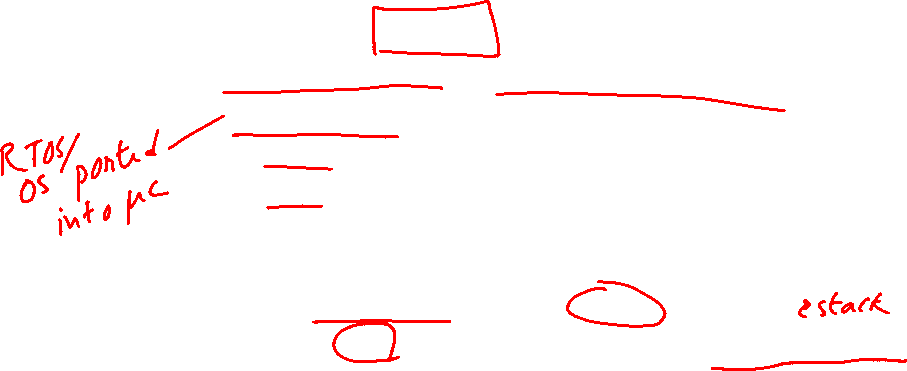 RTOS/
OS
ported
into μc
estack